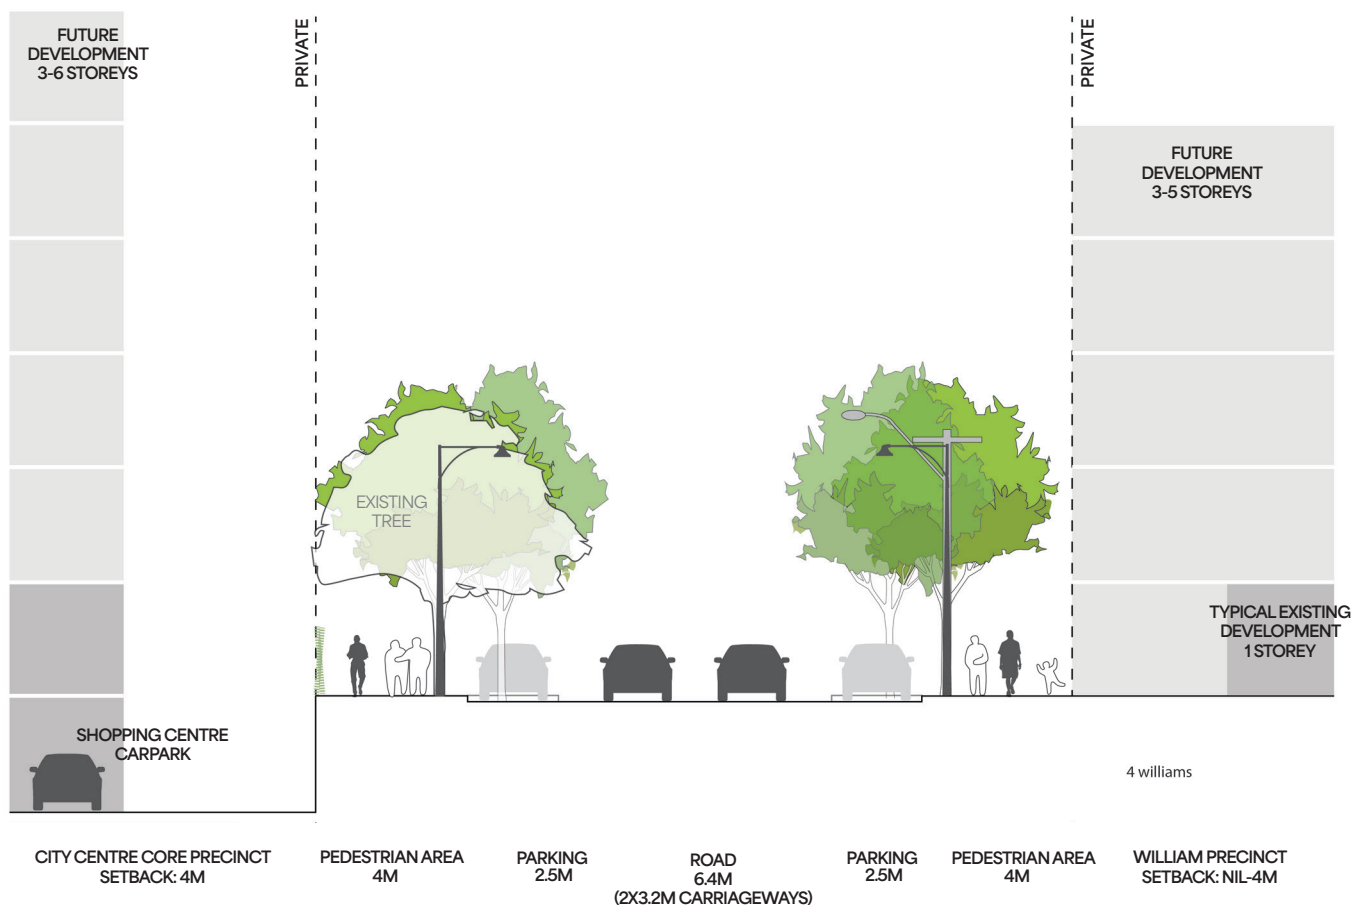 FUTURE
DEVELOPMENT
3-6 STOREYS
PRIVATE
PRIVATE
FUTURE
DEVELOPMENT
3-5 STOREYS
EXISTING
TREE
TYPICAL EXISTING
DEVELOPMENT
1 STOREY
SHOPPING CENTRE
CARPARK
4 williams
CITY CENTRE CORE PRECINCT
SETBACK: 4M
PEDESTRIAN AREA
4M
PARKING
2.5M
ROAD
6.4M
(2X3.2M CARRIAGEWAYS)
PARKING
2.5M
PEDESTRIAN AREA
4M
WILLIAM PRECINCT
SETBACK: NIL-4M